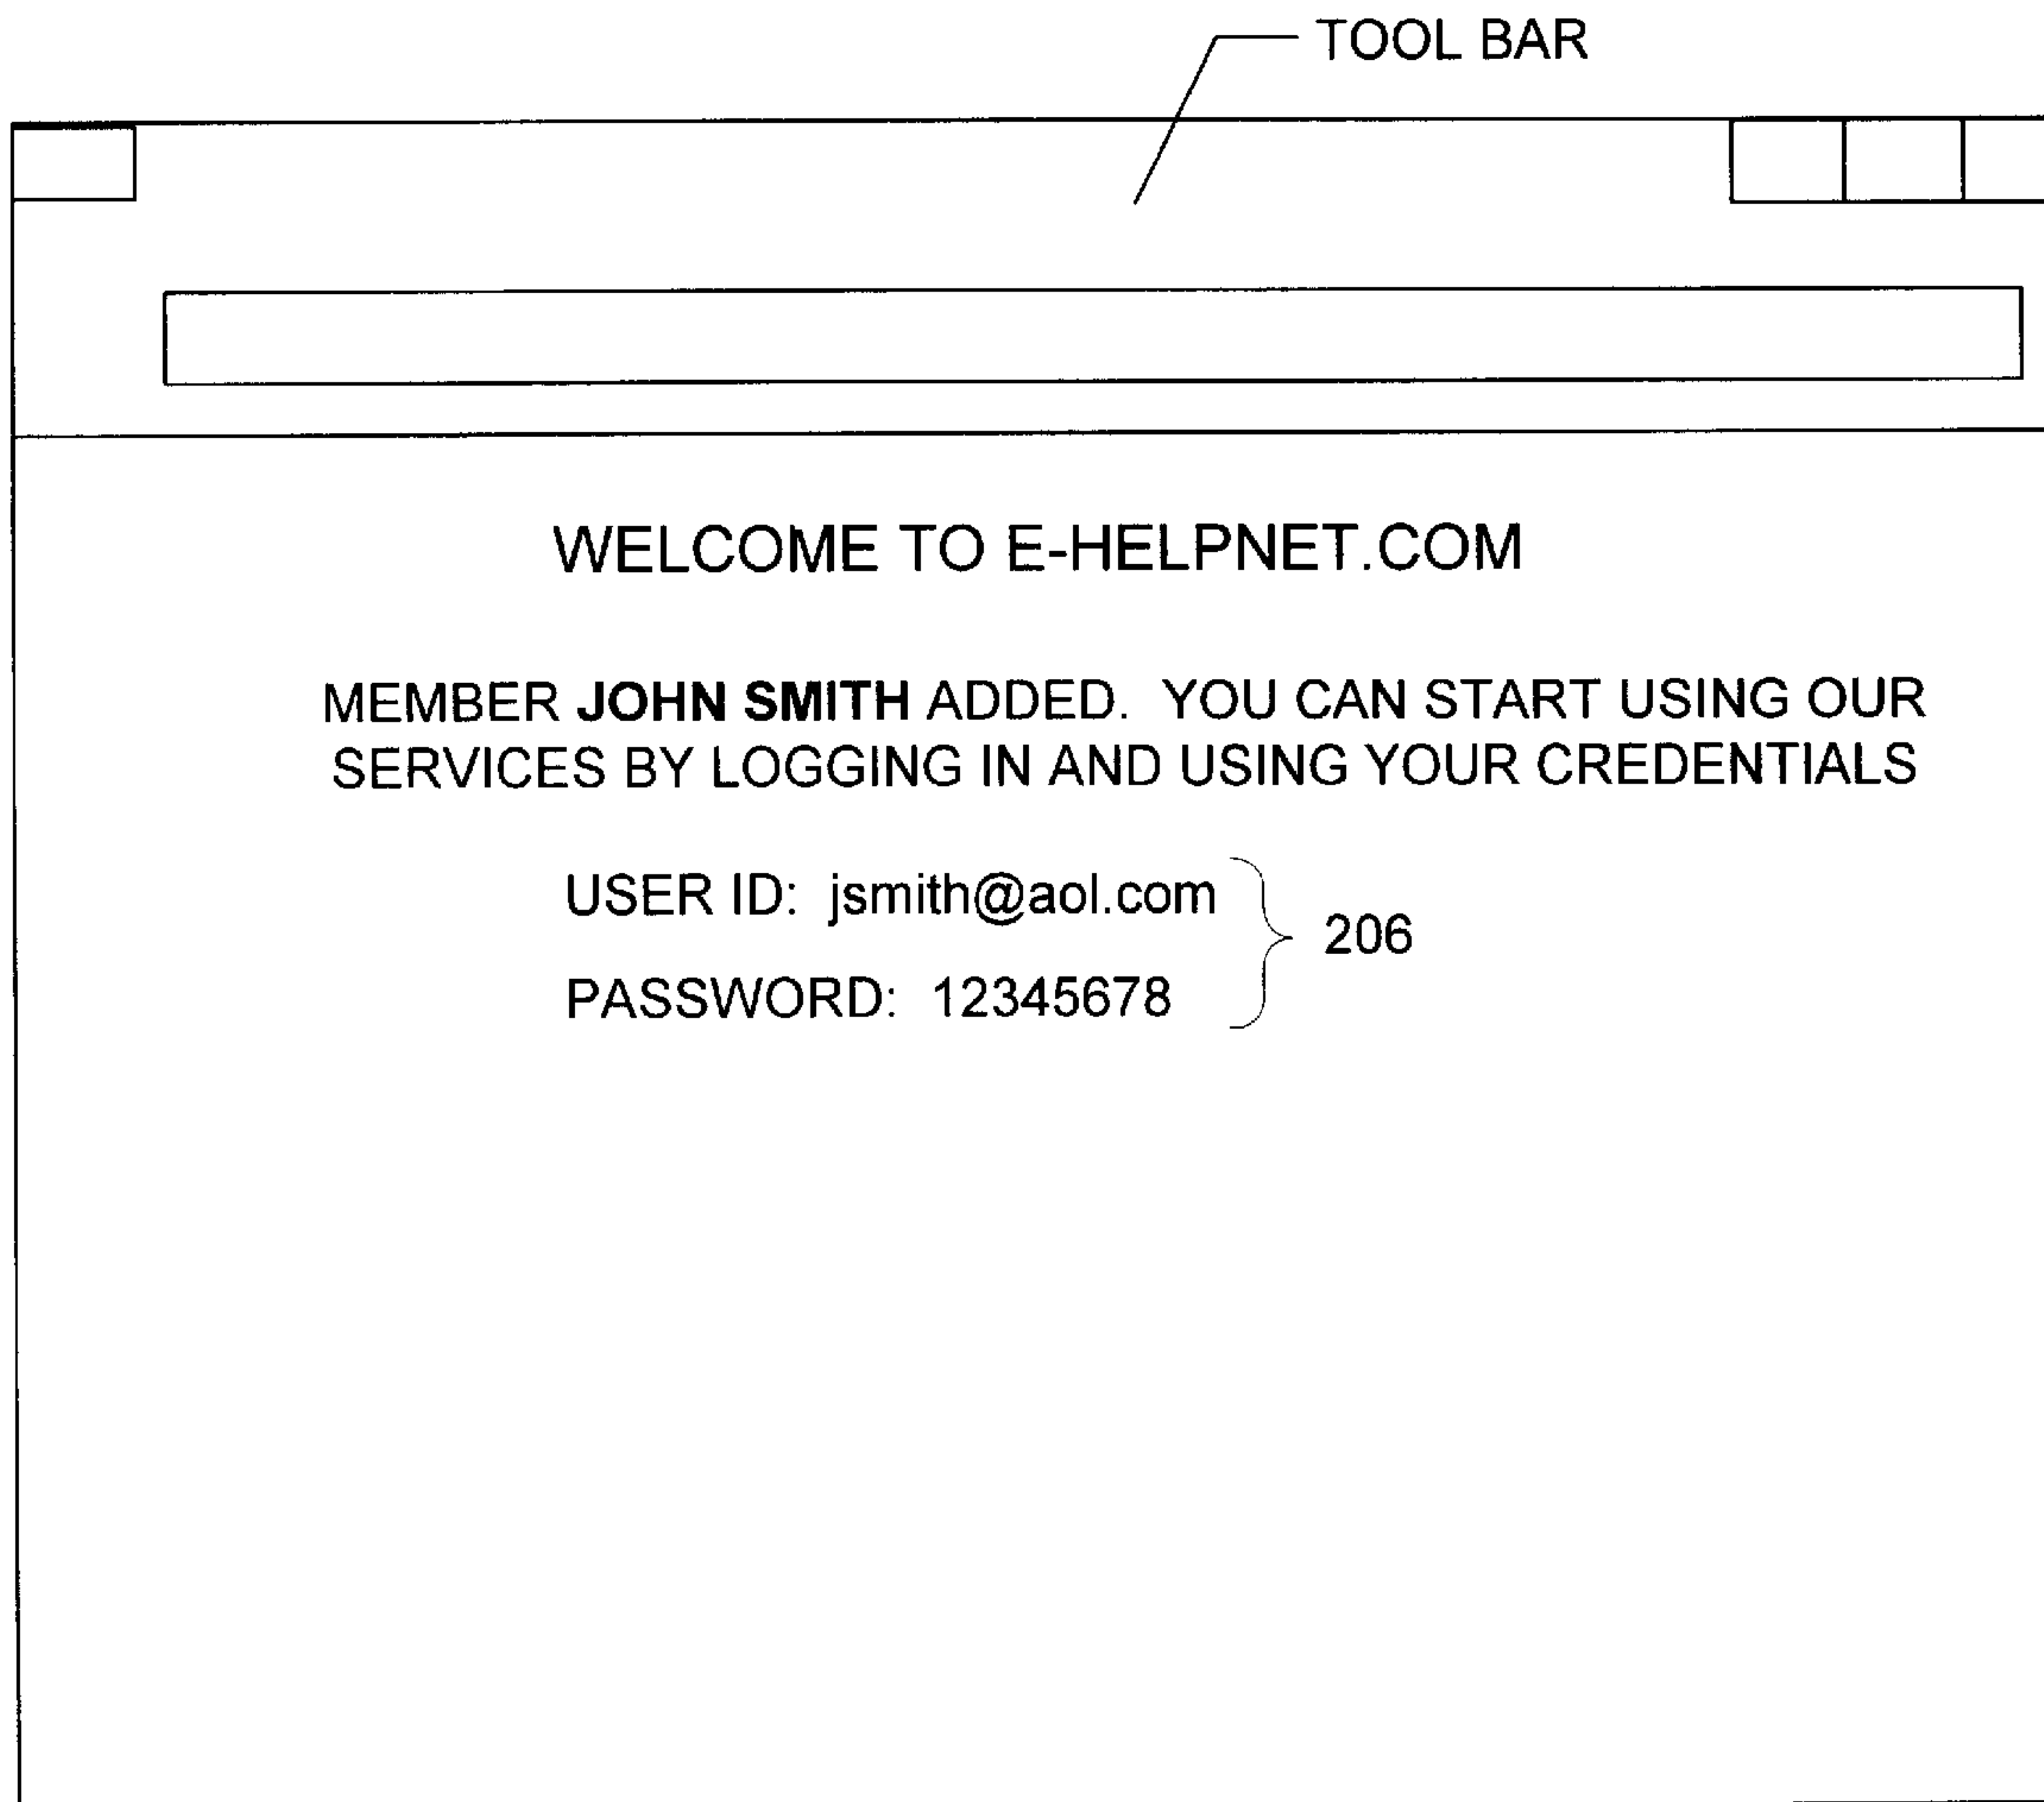 TOOL BAR
WELCOME TO E-HELPNET.COM
MEMBER JOHN SMITH ADDED.  YOU CAN START USING OUR
SERVICES BY LOGGING IN AND USING YOUR CREDENTIALS
USER ID:  jsmith@aol.com
206
PASSWORD:  12345678